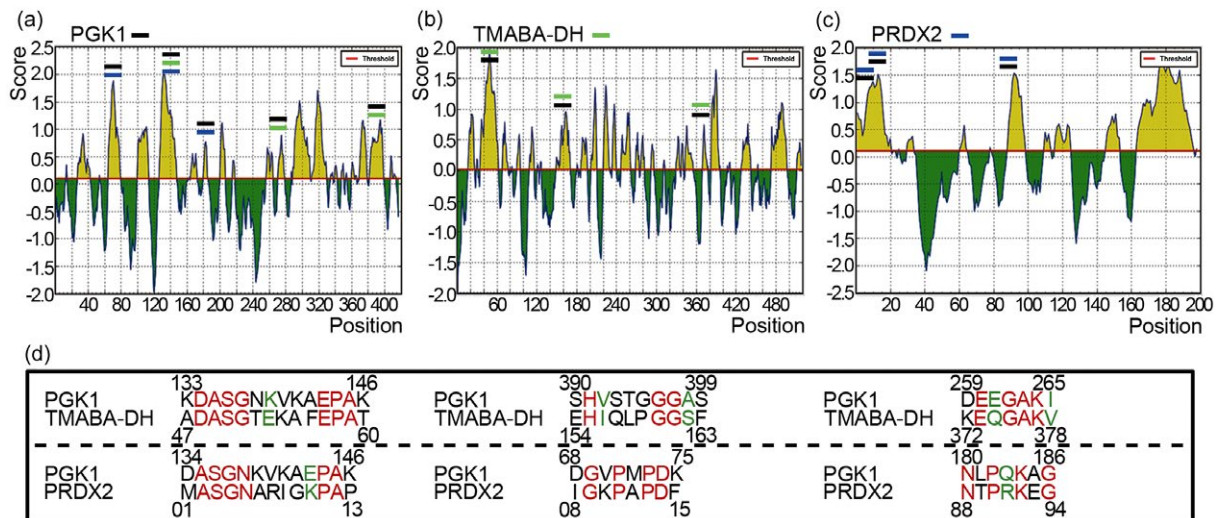 (a)
PGK1
Score
2.5
2.0
1.5
1.0
0.5
0.0
-0.5
-1.0
-1.5
-2.0
Threshold
40 80 120 160 200 240 280 320 360 400
Position
(b)
TMABA-DH
Score
2.0
1.5
1.0
0.5
0.0
-0.5
-1.0
-1.5
-2.0
Threshold
60 120 180 240 300 360 420 480
Position
(c)
PRDX2
Score
2.0
1.5
1.0
0.5
0.0
-0.5
-1.0
-1.5
-2.0
-2.5
Threshold
20 40 60 80 100 120 140 160 180 200
Position
(d)
133 146 390 399 259 265
PGK1 KDASGNKVKAEPAK PGK1 SHVSTGGGAS PGK1 DEEGAKI
TMABA-DH ADASGTEKAFEPAT TMABA-DH EHIQLPGGSF TMABA-DH KEQGAKV
47 60 154 163 372 378
134 146 68 75 180 186
PGK1 DASGNKVKAEPAK PGK1 DGVPMPDK PGK1 NLPQKAG
PRDX2 MASGNARIGKPAP PRDX2 IGKPAPDF PRDX2 NTPRKEG
01 13 08 15 88 94